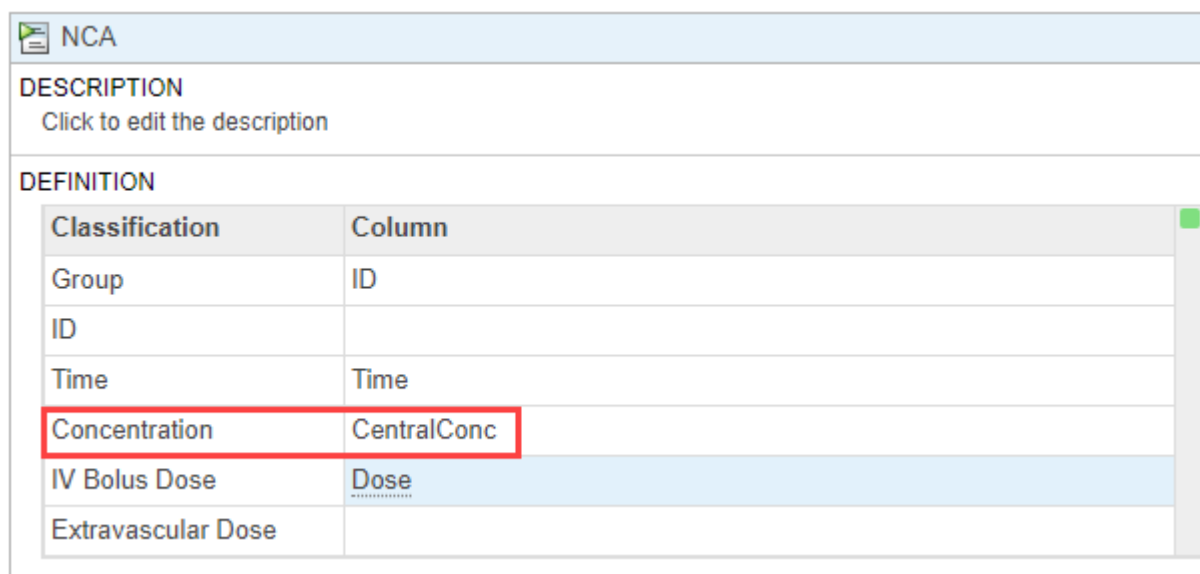 NCA
DESCRIPTION
Click to edit the description
DEFINITION
Classification Column
Group ID
ID
Time Time
Concentration CentralConc
IV Bolus Dose Dose
Extravascular Dose